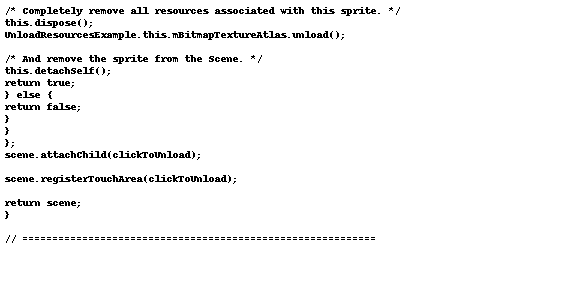 /* Completely remove all resources associated with this sprite. */
this.dispose();
UnloadResourcesExample.this.mBitmapTextureAtlas.unload();
/* And remove the sprite from the Scene. */
this.detachSelf();
return true;
} else {
return false;
}
}
};
scene.attachChild(clickToUnload);
scene.registerTouchArea(clickToUnload);
return scene;
}
// ===========================================================